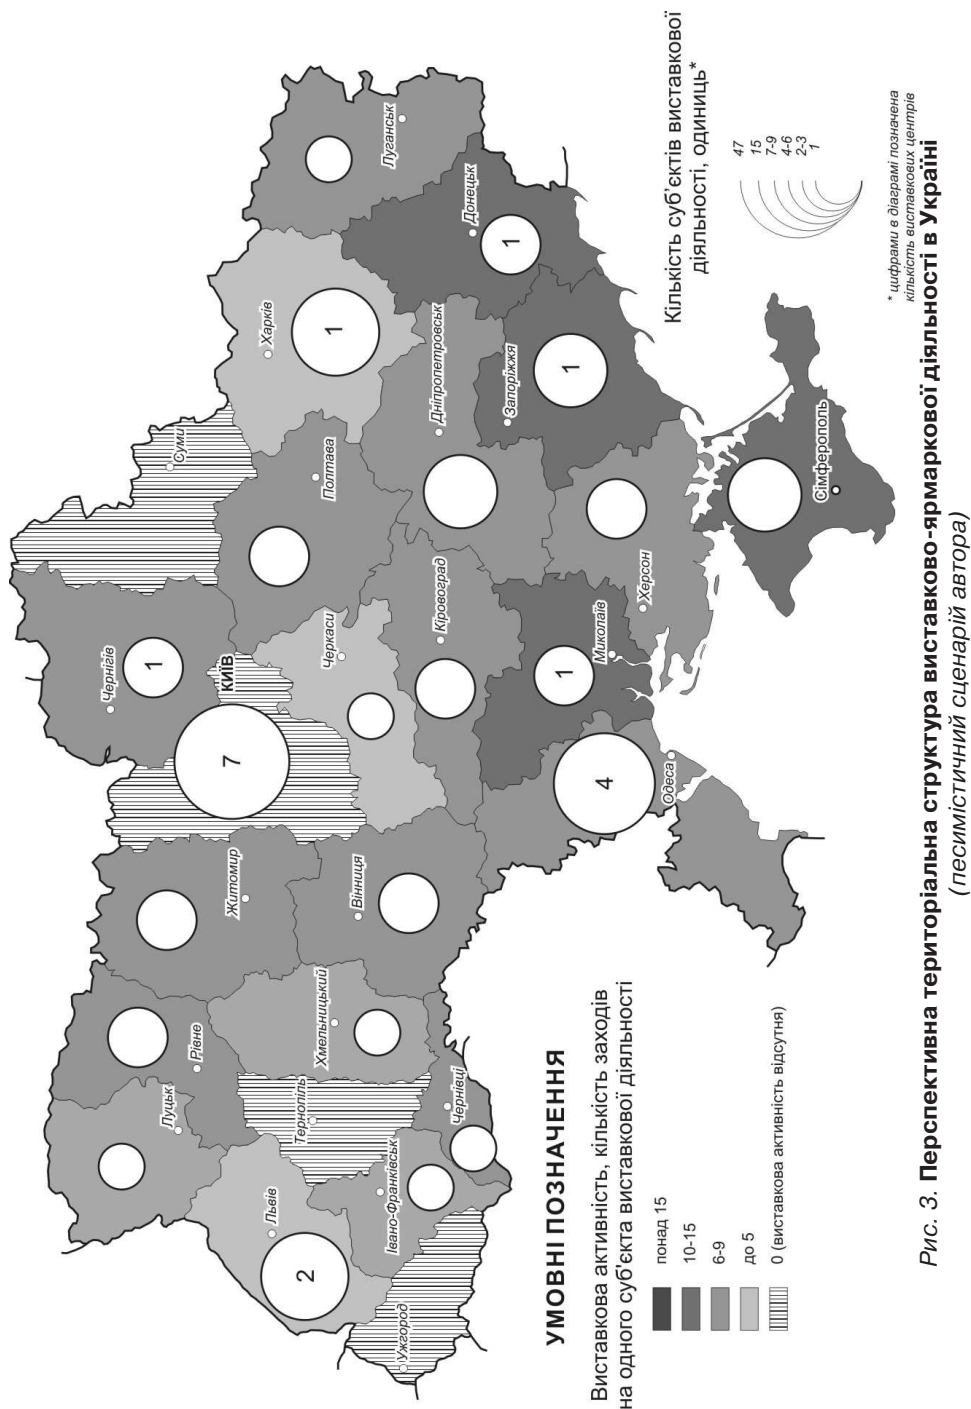 Луцьк
Рівне
Житомир
Чернігів
Суми
КИЇВ
7
1
Львів
2
Тернопіль
Хмельницький
Вінниця
Черкаси
Полтава
Харків
1
Луганськ
Ужгород
Івано-Франківськ
Чернівці
Кіровоград
Дніпропетровськ
Донецьк
1
Запоріжжя
1
Миколаїв
1
Одеса
4
Херсон
Сімферополь
УМОВНІ ПОЗНАЧЕННЯ
Виставкова активність, кількість заходів
на одного суб'єкта виставкової діяльності
понад 15
10-15
6-9
до 5
0 (виставкова активність відсутня)
Кількість суб'єктів виставкової
діяльності, одиниць*
47
15
7-9
4-6
2-3
1
* цифрами в діаграмі позначена
кількість виставкових центрів
Рис. 3. Перспективна територіальна структура виставково-ярмаркової діяльності в Україні
(песимістичний сценарій автора)